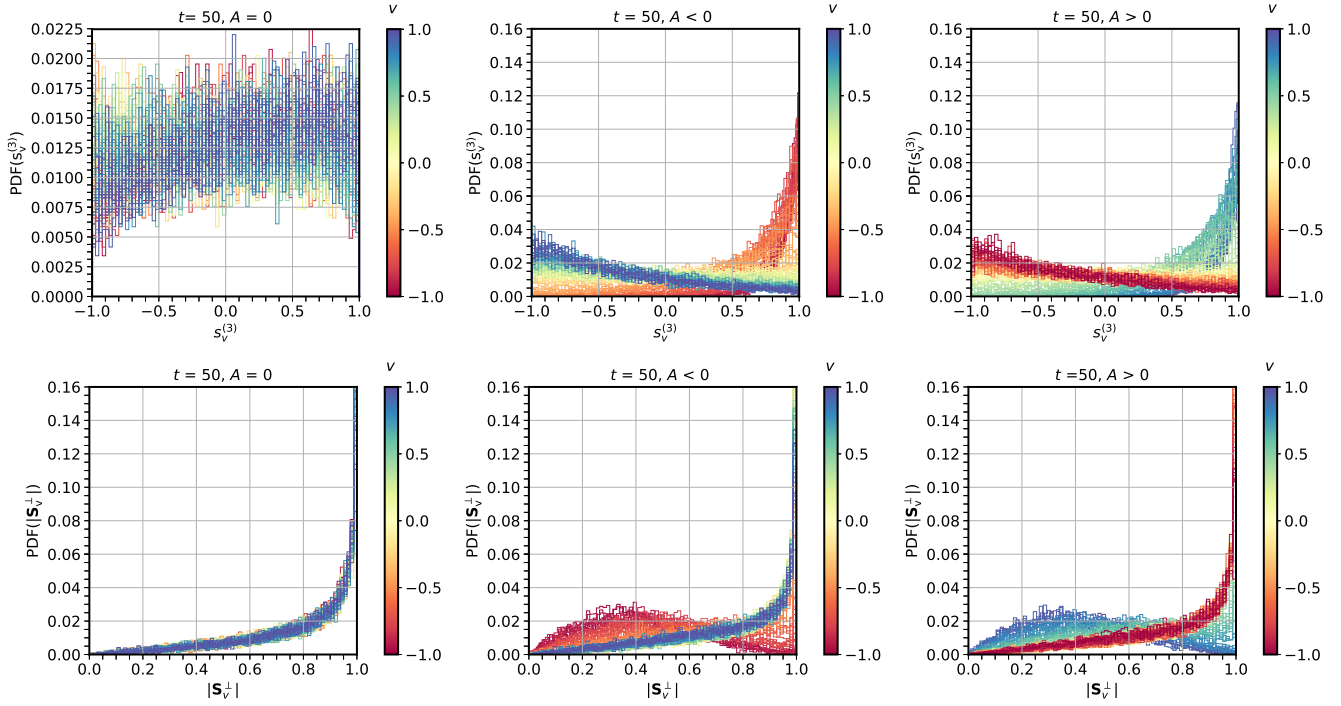 t= 50, A = 0
v
t = 50, A < 0
v
t = 50, A > 0
v
PDF(s_v^(3))
0.0225
0.0200
0.0175
0.0150
0.0125
0.0100
0.0075
0.0050
0.0025
0.0000
−1.0 −0.5 0.0 0.5 1.0
s_v^(3)
1.0
0.5
0.0
−0.5
−1.0
PDF(s_v^(3))
0.16
0.14
0.12
0.10
0.08
0.06
0.04
0.02
0.00
−1.0 −0.5 0.0 0.5 1.0
s_v^(3)
1.0
0.5
0.0
−0.5
−1.0
PDF(s_v^(3))
0.16
0.14
0.12
0.10
0.08
0.06
0.04
0.02
0.00
−1.0 −0.5 0.0 0.5 1.0
s_v^(3)
1.0
0.5
0.0
−0.5
−1.0
t = 50, A = 0
v
t = 50, A < 0
v
t =50, A > 0
v
PDF(|S_v^⊥|)
0.16
0.14
0.12
0.10
0.08
0.06
0.04
0.02
0.00
0.0 0.2 0.4 0.6 0.8 1.0
|S_v^⊥|
1.0
0.5
0.0
−0.5
−1.0
PDF(|S_v^⊥|)
0.16
0.14
0.12
0.10
0.08
0.06
0.04
0.02
0.00
0.0 0.2 0.4 0.6 0.8 1.0
|S_v^⊥|
1.0
0.5
0.0
−0.5
−1.0
PDF(|S_v^⊥|)
0.16
0.14
0.12
0.10
0.08
0.06
0.04
0.02
0.00
0.0 0.2 0.4 0.6 0.8 1.0
|S_v^⊥|
1.0
0.5
0.0
−0.5
−1.0